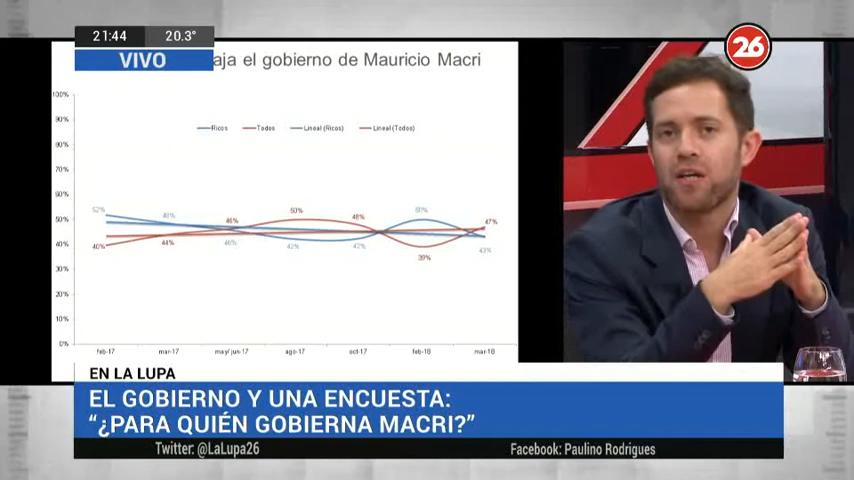 21:44 20.3°
VIVO
26
aja el gobierno de Mauricio Macri
100%
90%
80%
70%
60%
50%
40%
30%
20%
10%
0%
Ricos Todos Lineal (Ricos) Lineal (Todos)
52% 48% 46% 50% 48% 50% 47%
40% 44% 46% 42% 42% 39% 43%
feb-17 mar-17 may/ jun-17 ago-17 oct-17 feb-18 mar-18
EN LA LUPA
EL GOBIERNO Y UNA ENCUESTA:
“¿PARA QUIÉN GOBIERNA MACRI?”
Twitter: @LaLupa26 Facebook: Paulino Rodrigues